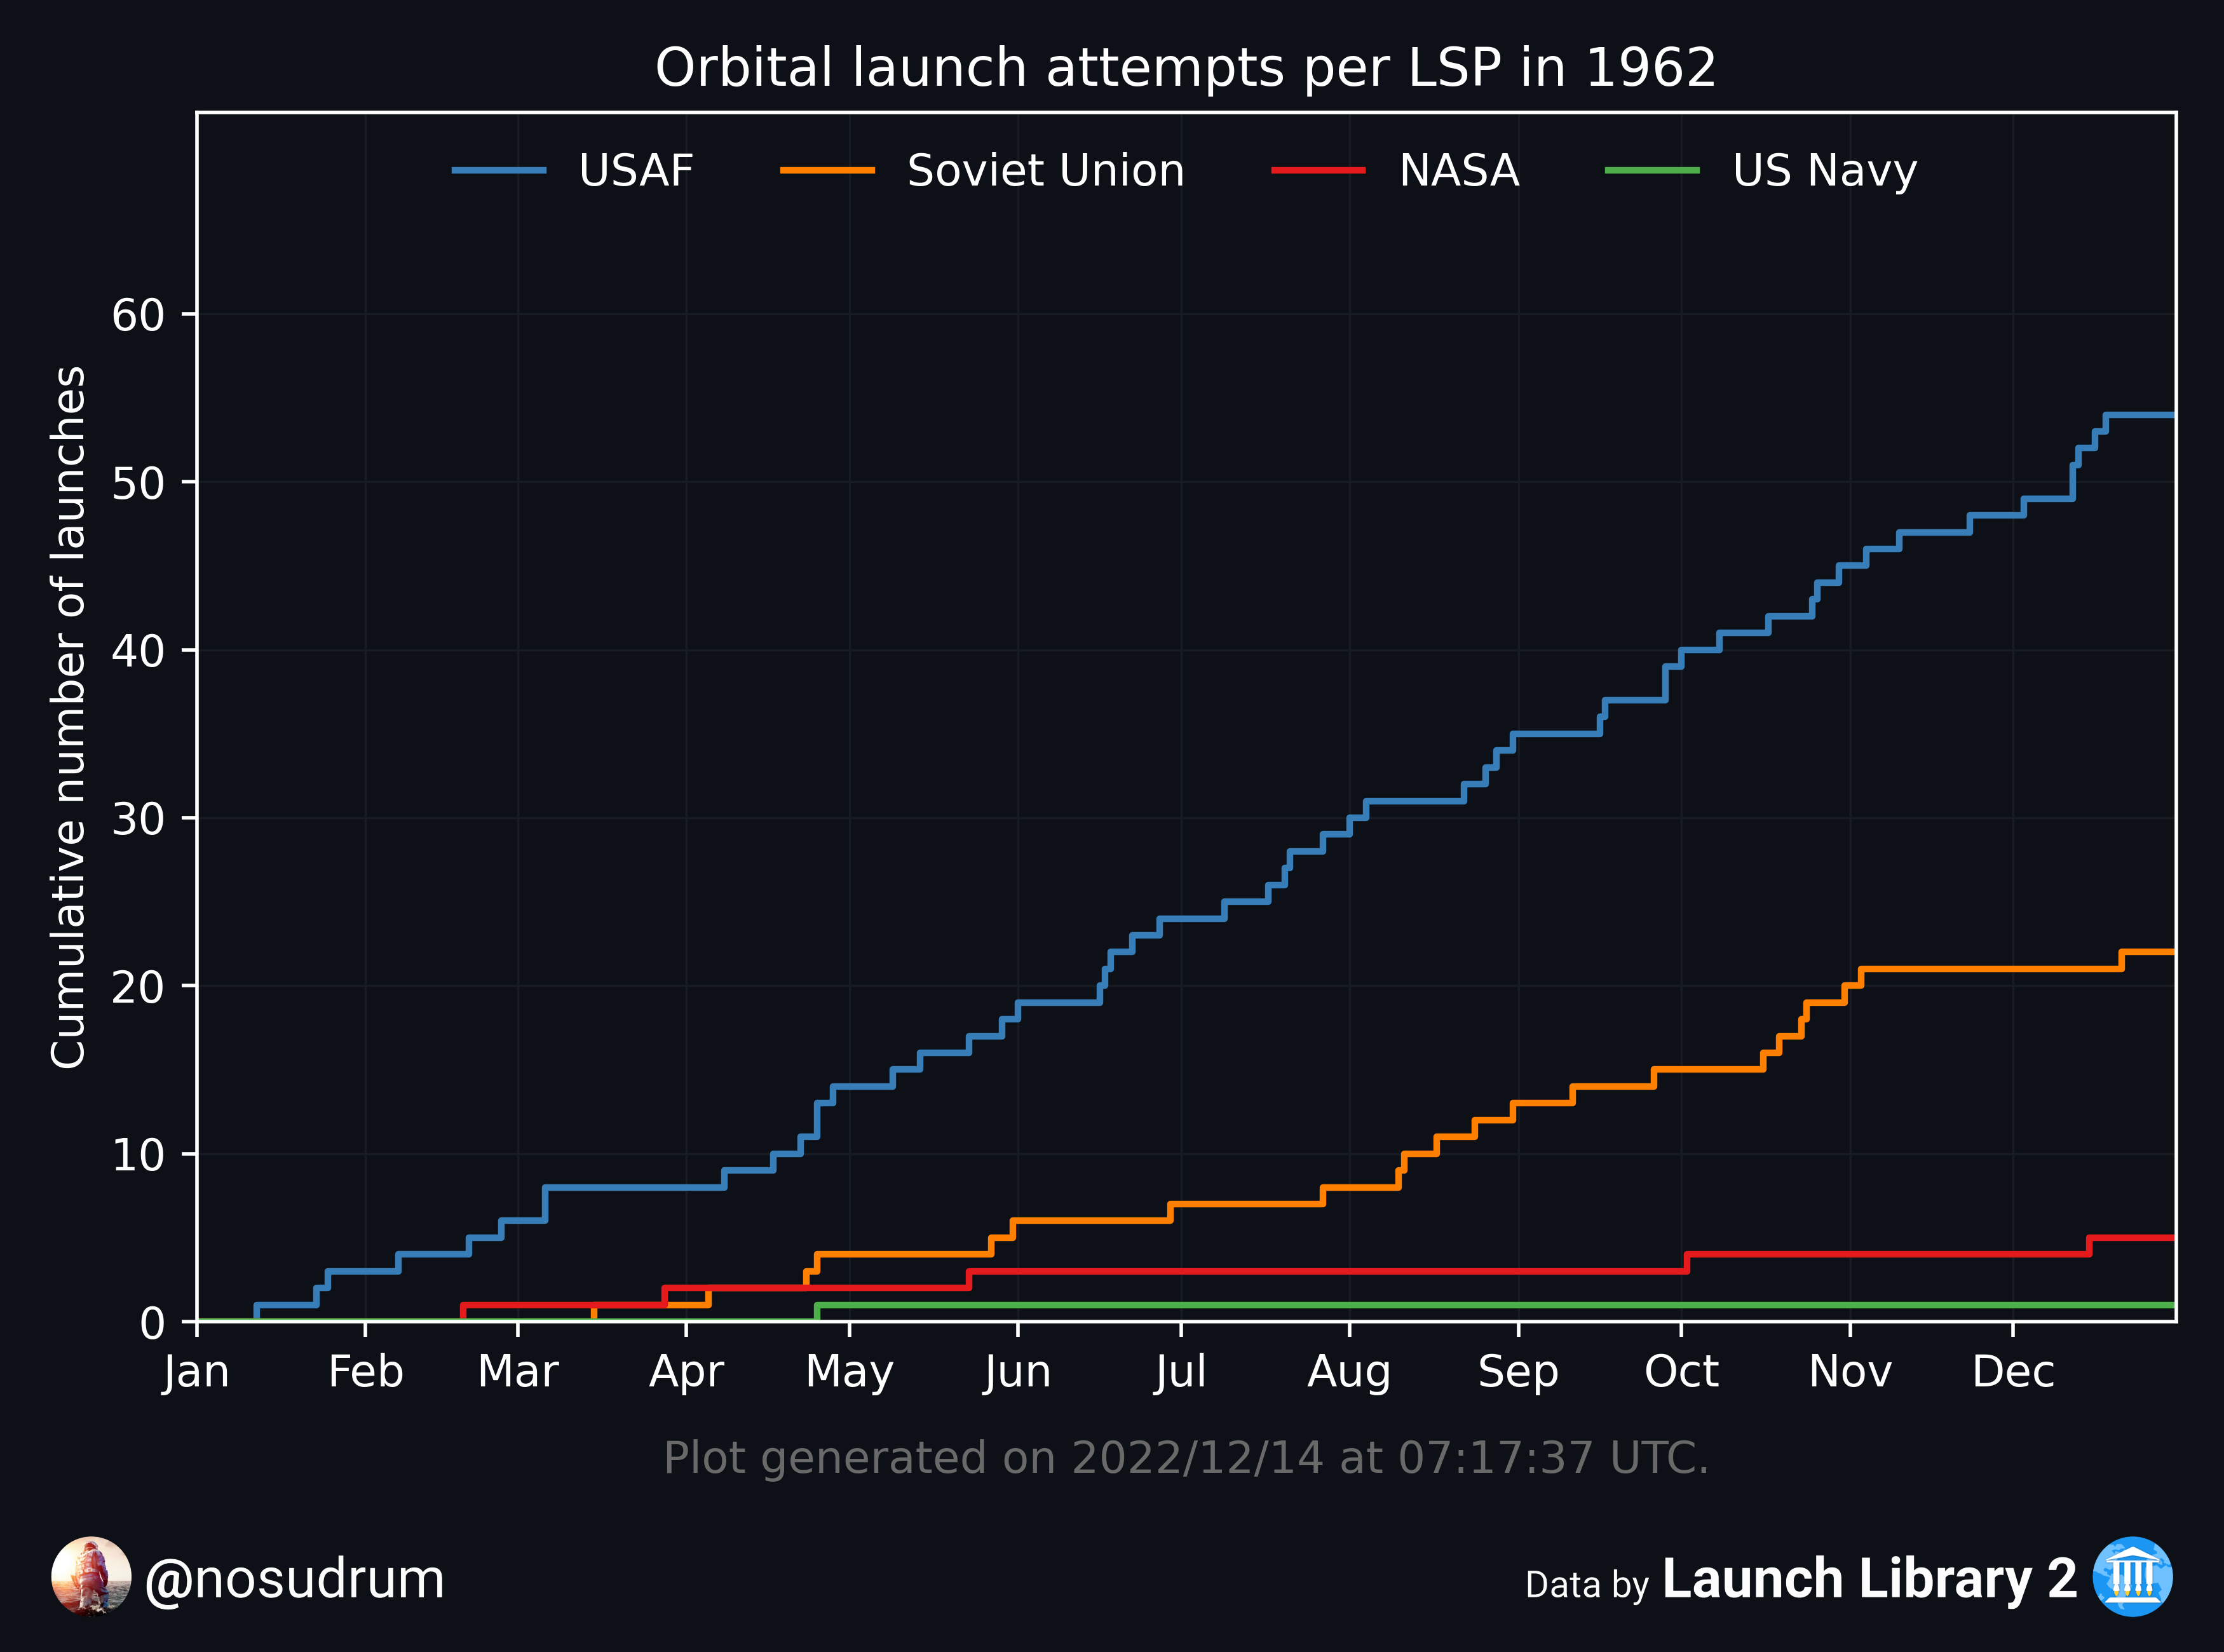 Orbital launch attempts per LSP in 1962
USAF Soviet Union NASA US Navy
Cumulative number of launches
60
50
40
30
20
10
0
Jan Feb Mar Apr May Jun Jul Aug Sep Oct Nov Dec
Plot generated on 2022/12/14 at 07:17:37 UTC.
@nosudrum
Data by Launch Library 2